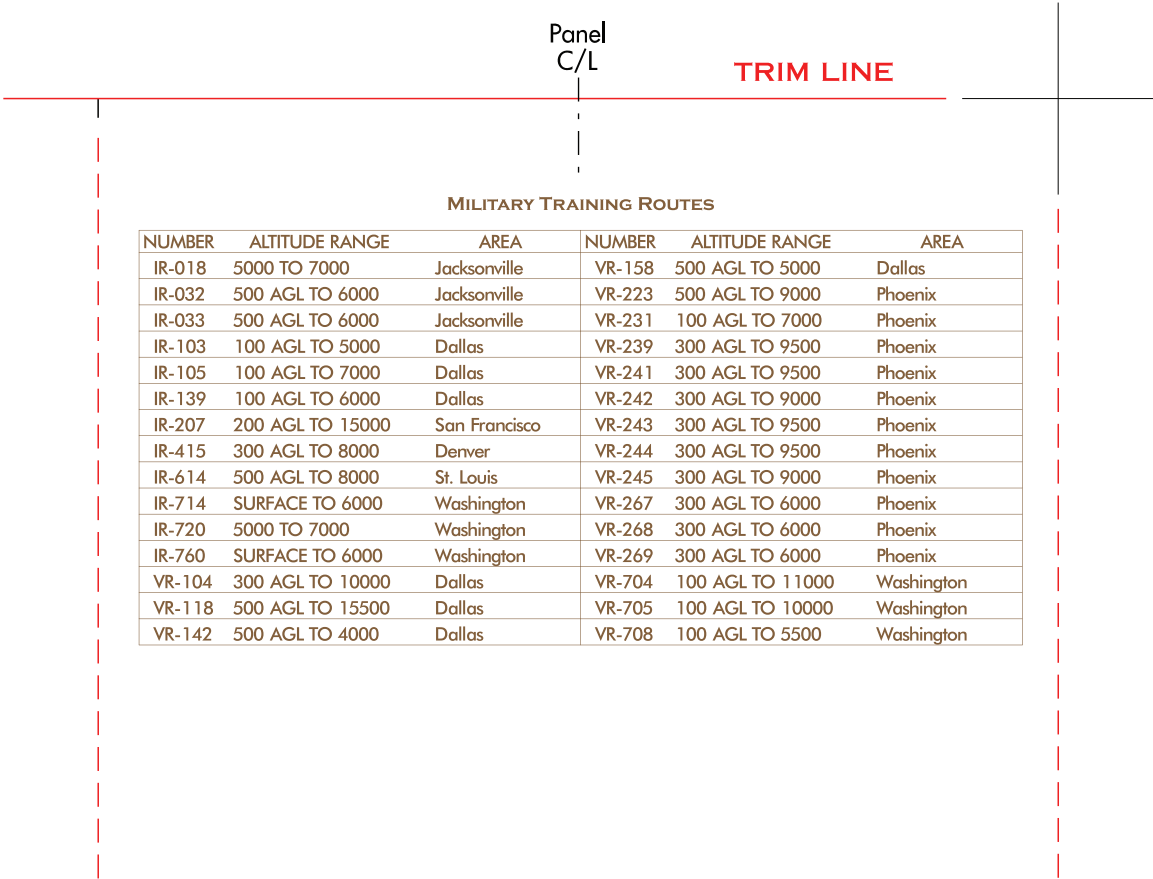 Panel
C/L
TRIM LINE
MILITARY TRAINING ROUTES
NUMBER ALTITUDE RANGE AREA NUMBER ALTITUDE RANGE AREA
IR-018 5000 TO 7000 Jacksonville VR-158 500 AGL TO 5000 Dallas
IR-032 500 AGL TO 6000 Jacksonville VR-223 500 AGL TO 9000 Phoenix
IR-033 500 AGL TO 6000 Jacksonville VR-231 100 AGL TO 7000 Phoenix
IR-103 100 AGL TO 5000 Dallas VR-239 300 AGL TO 9500 Phoenix
IR-105 100 AGL TO 7000 Dallas VR-241 300 AGL TO 9500 Phoenix
IR-139 100 AGL TO 6000 Dallas VR-242 300 AGL TO 9000 Phoenix
IR-207 200 AGL TO 15000 San Francisco VR-243 300 AGL TO 9500 Phoenix
IR-415 300 AGL TO 8000 Denver VR-244 300 AGL TO 9500 Phoenix
IR-614 500 AGL TO 8000 St. Louis VR-245 300 AGL TO 9000 Phoenix
IR-714 SURFACE TO 6000 Washington VR-267 300 AGL TO 6000 Phoenix
IR-720 5000 TO 7000 Washington VR-268 300 AGL TO 6000 Phoenix
IR-760 SURFACE TO 6000 Washington VR-269 300 AGL TO 6000 Phoenix
VR-104 300 AGL TO 10000 Dallas VR-704 100 AGL TO 11000 Washington
VR-118 500 AGL TO 15500 Dallas VR-705 100 AGL TO 10000 Washington
VR-142 500 AGL TO 4000 Dallas VR-708 100 AGL TO 5500 Washington